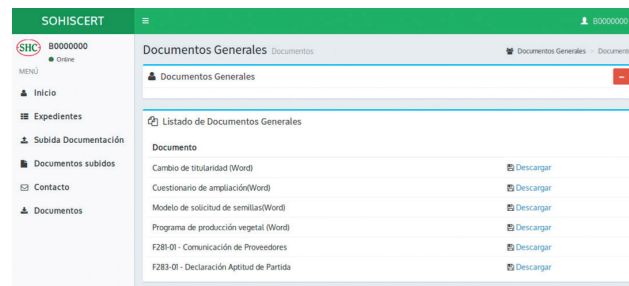 SOHISCERT
B0000000
SHC
B0000000
Online
MENÚ
Inicio
Expedientes
Subida Documentación
Documentos subidos
Contacto
Documentos
Documentos Generales Documentos
Documentos Generales > Document
Documentos Generales
Listado de Documentos Generales
Documento
Cambio de titularidad (Word) Descargar
Cuestionario de ampliación(Word) Descargar
Modelo de solicitud de semillas(Word) Descargar
Programa de producción vegetal (Word) Descargar
F281-01 - Comunicación de Proveedores Descargar
F283-01 - Declaración Aptitud de Partida Descargar